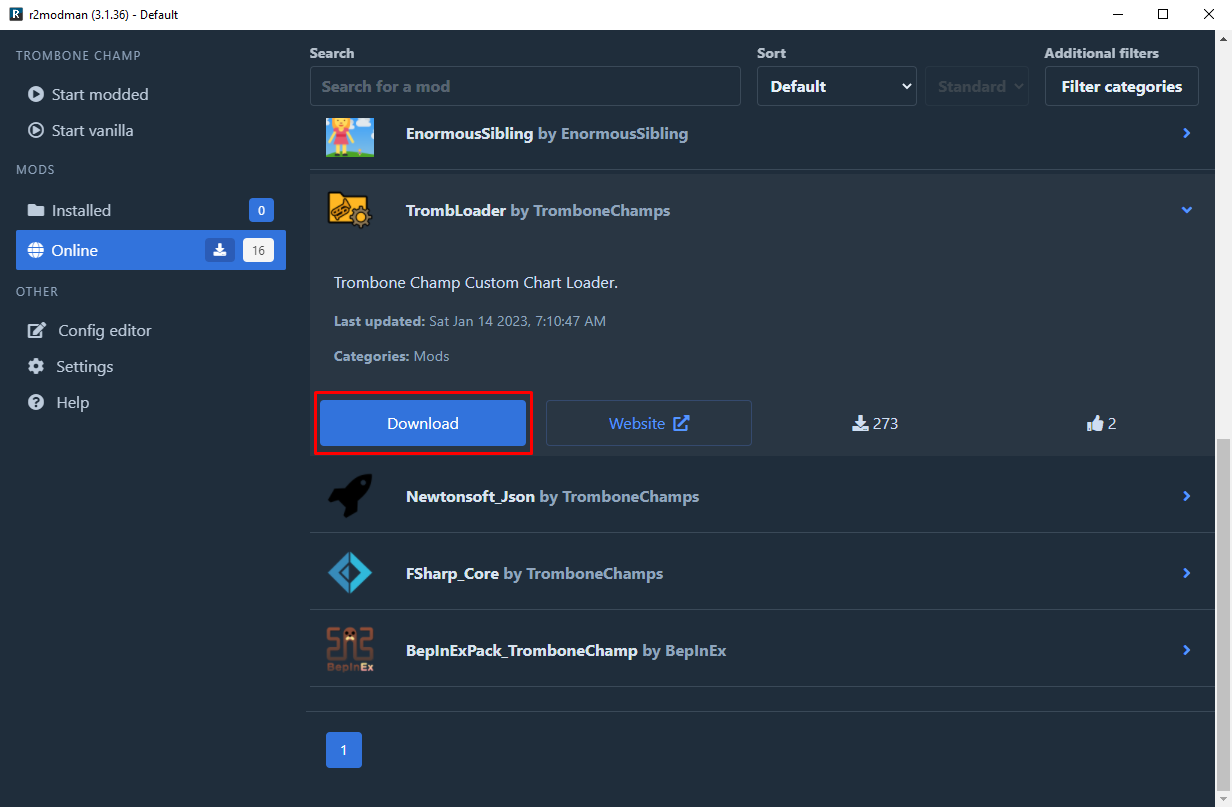 r2modman (3.1.36) - Default
TROMBONE CHAMP
Start modded
Start vanilla
MODS
Installed 0
Online 16
OTHER
Config editor
Settings
Help
Search
Search for a mod
Sort
Default
Standard
Additional filters
Filter categories
EnormousSibling by EnormousSibling
TrombLoader by TromboneChamps
Trombone Champ Custom Chart Loader.
Last updated: Sat Jan 14 2023, 7:10:47 AM
Categories: Mods
Download
Website
273
2
Newtonsoft_Json by TromboneChamps
FSharp_Core by TromboneChamps
BepInEx
BepInExPack_TromboneChamp by BepInEx
1